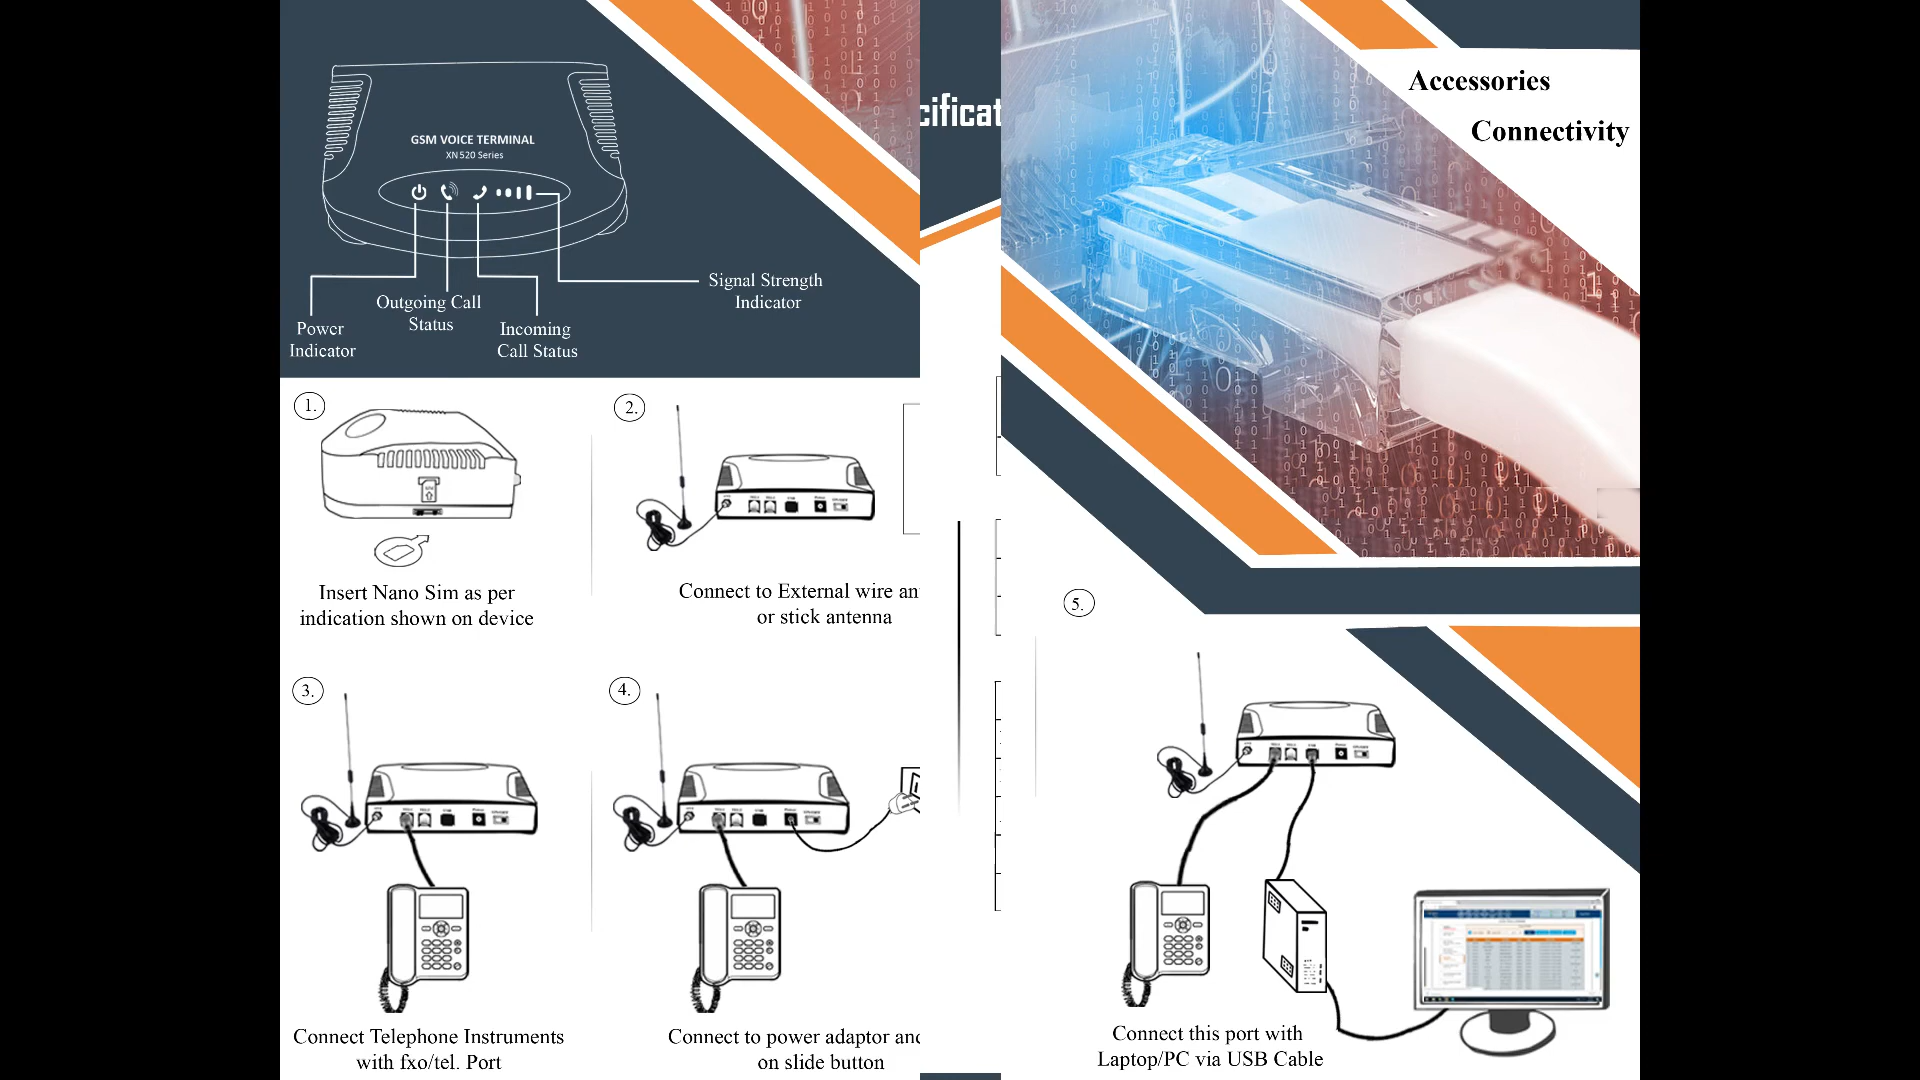 GSM VOICE TERMINAL
XN520 Series
Signal Strength
Indicator
Outgoing Call
Status
Power
Indicator
Incoming
Call Status
cificat
Accessories
Connectivity
1.
Insert Nano Sim as per
indication shown on device
2.
Connect to External wire an
or stick antenna
3.
Connect Telephone Instruments
with fxo/tel. Port
4.
Connect to power adaptor and
on slide button
5.
Connect this port with
Laptop/PC via USB Cable